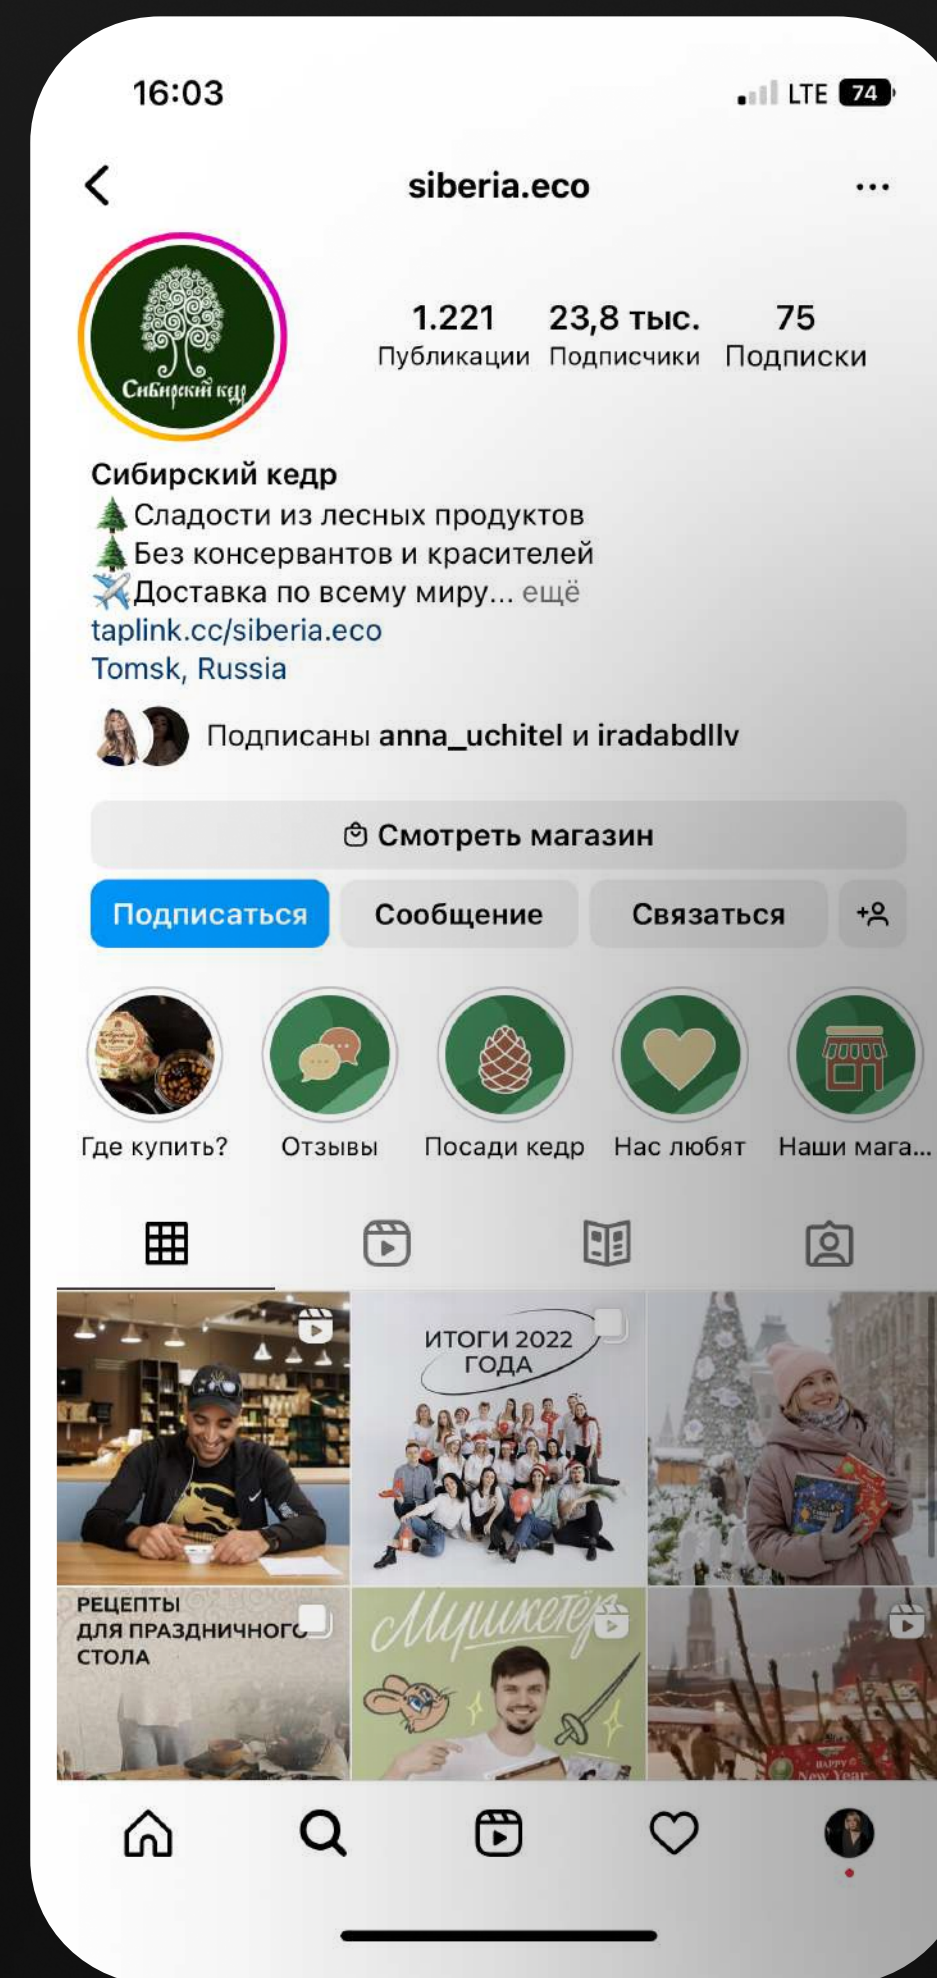 16:03
LTE 74
siberia.eco
Сибирский кедр
1.221 23,8 тыс. 75
Публикации Подписчики Подписки
Сибирский кедр
Сладости из лесных продуктов
Без консервантов и красителей
Доставка по всему миру... ещё
taplink.cc/siberia.eco
Tomsk, Russia
Подписаны anna_uchitel и iradabdllv
Смотреть магазин
Подписаться Сообщение Связаться
Где купить? Отзывы Посади кедр Нас любят Наши мага...
ИТОГИ 2022
ГОДА
РЕЦЕПТЫ
ДЛЯ ПРАЗДНИЧНОГО
СТОЛА
Мушкетёр
HAPPY
New Year